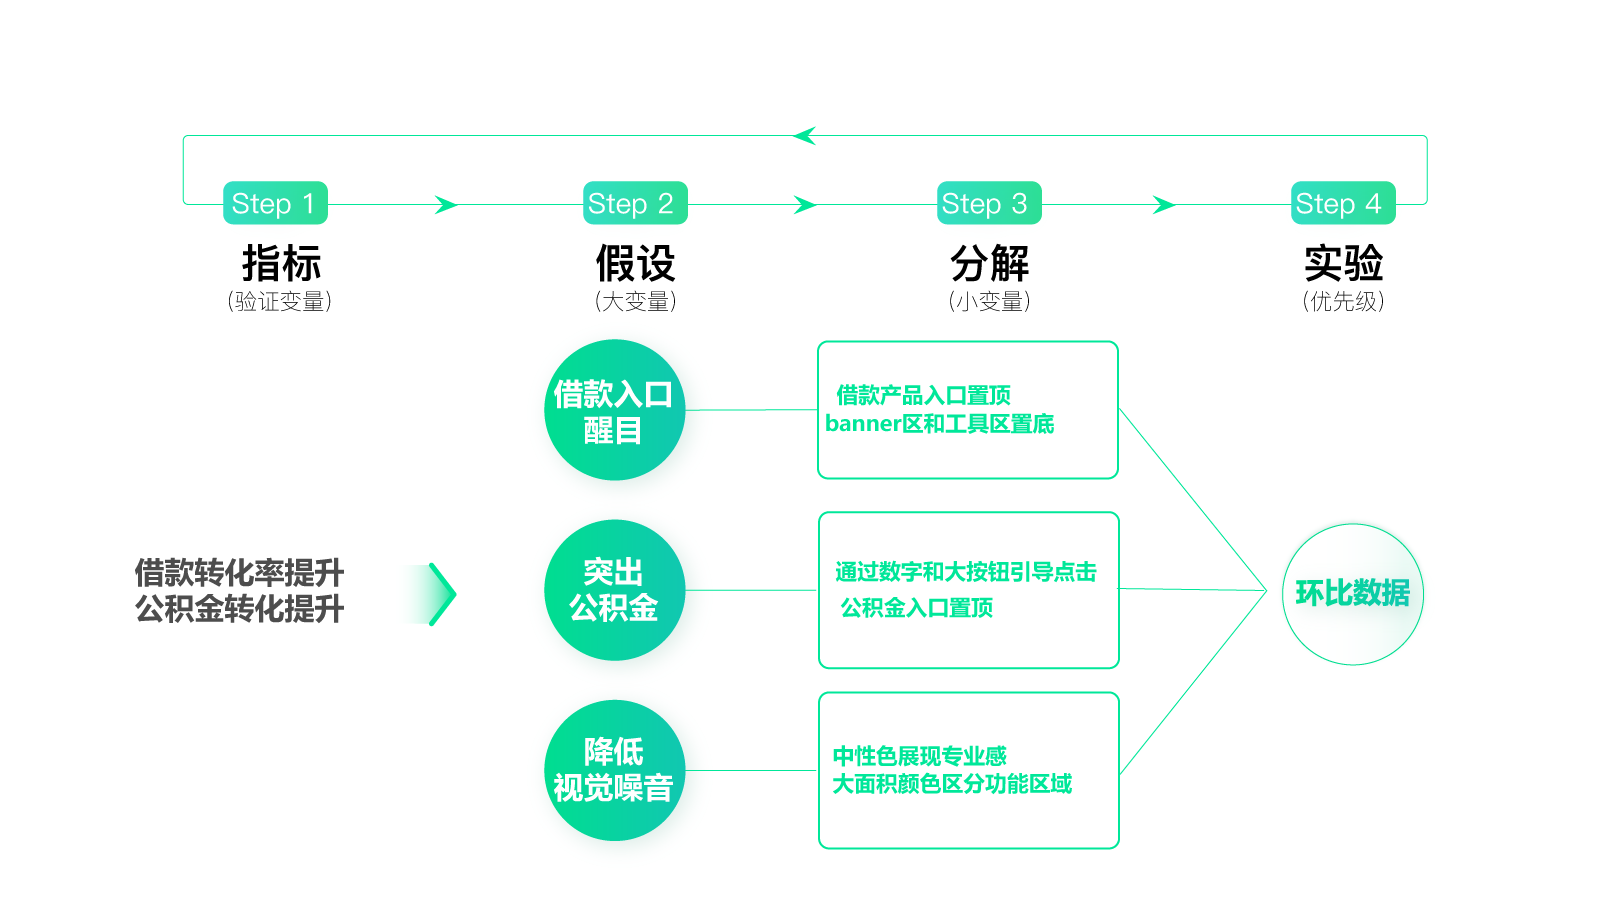 Step 1
Step 2
Step 3
Step 4
指标
假设
分解
实验
(验证变量)
(大变量)
(小变量)
(优先级)
借款转化率提升
公积金转化提升
借款入口
醒目
借款产品入口置顶
banner区和工具区置底
突出
公积金
通过数字和大按钮引导点击
公积金入口置顶
降低
视觉噪音
中性色展现专业感
大面积颜色区分功能区域
环比数据